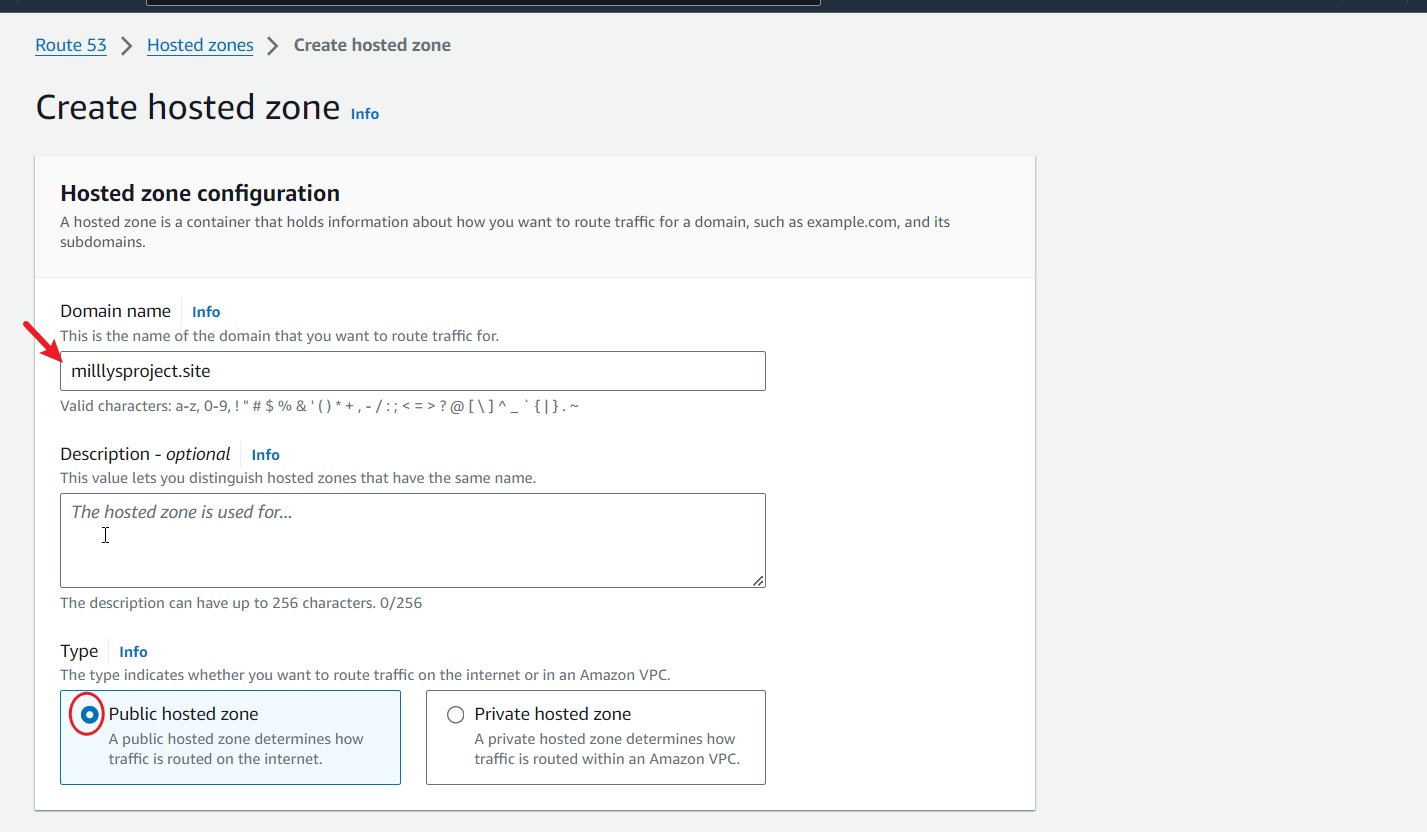 Route 53 > Hosted zones > Create hosted zone
Create hosted zone Info
Hosted zone configuration
A hosted zone is a container that holds information about how you want to route traffic for a domain, such as example.com, and its
subdomains.
Domain name Info
This is the name of the domain that you want to route traffic for.
milllysproject.site
Valid characters: a-z, 0-9, ! " # $ % & ' ( ) * + , - / : ; < = > ? @ [ \ ] ^ _ ` { | } . ~
Description - optional Info
This value lets you distinguish hosted zones that have the same name.
The hosted zone is used for...
The description can have up to 256 characters. 0/256
Type Info
The type indicates whether you want to route traffic on the internet or in an Amazon VPC.
Public hosted zone
A public hosted zone determines how
traffic is routed on the internet.
Private hosted zone
A private hosted zone determines how
traffic is routed within an Amazon VPC.